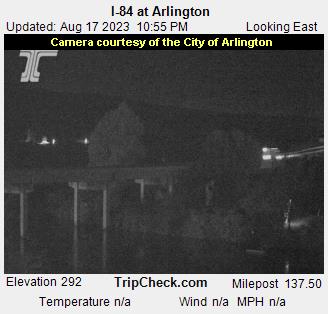 I-84 at Arlington
Updated: Aug 17 2023 10:55 PM Looking East
Camera courtesy of the City of Arlington
Elevation 292 TripCheck.com Milepost 137.50
Temperature n/a Wind n/a MPH n/a